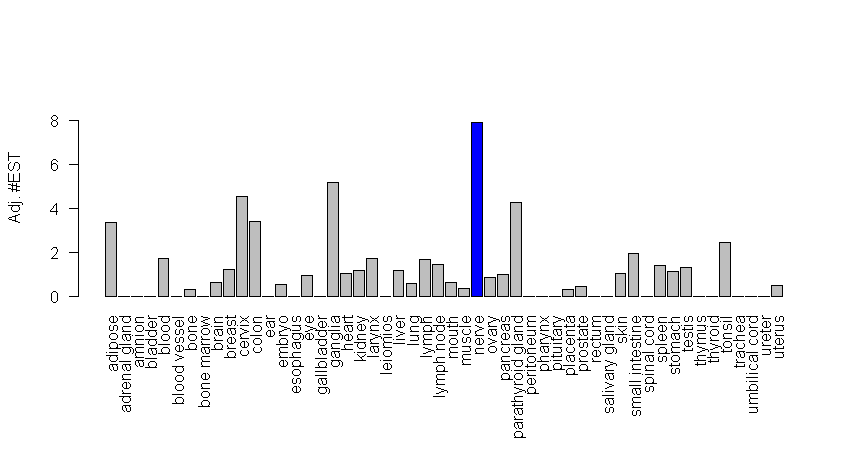 Adj. #EST
8
6
4
2
0
adipose
adrenal gland
amnion
bladder
blood
blood vessel
bone
bone marrow
brain
breast
cervix
colon
ear
embryo
esophagus
eye
gallbladder
ganglia
heart
kidney
larynx
leiomios
liver
lung
lymph
lymph node
mouth
muscle
nerve
ovary
pancreas
parathyroid gland
peritoneum
pharynx
pituitary
placenta
prostate
rectum
salivary gland
skin
small intestine
spinal cord
spleen
stomach
testis
thymus
thyroid
tonsil
trachea
umbilical cord
ureter
uterus